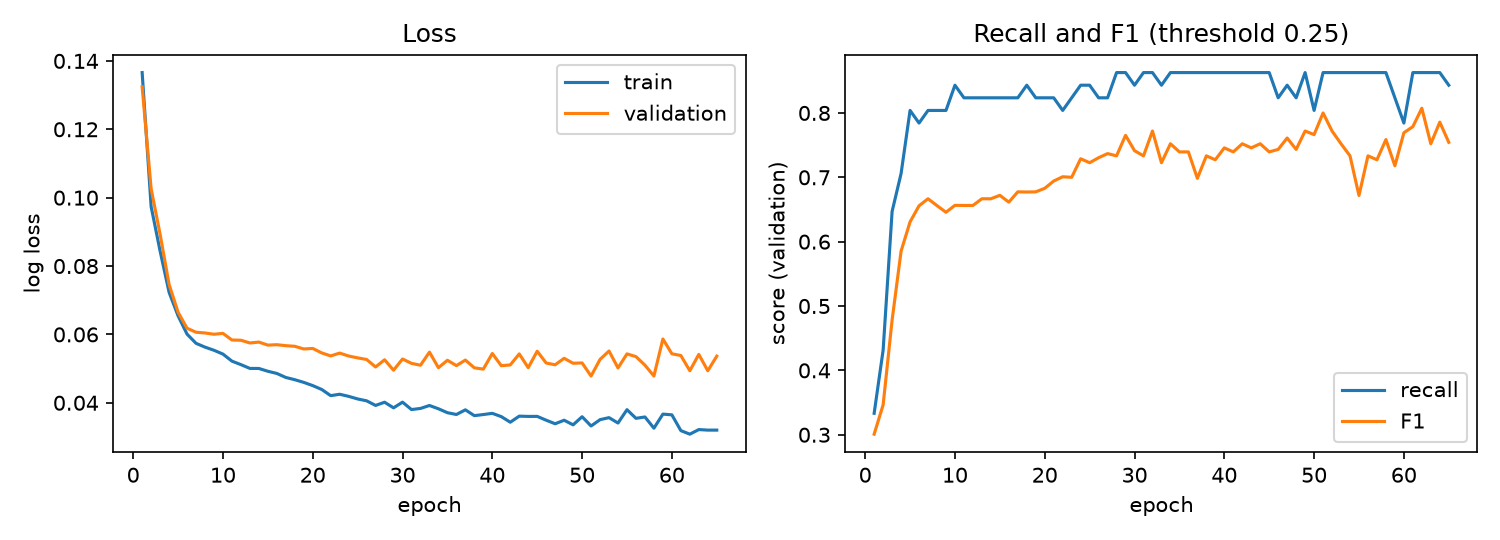 Loss
0.14
0.12
0.10
0.08
0.06
0.04
log loss
0 10 20 30 40 50 60
epoch
train
validation
Recall and F1 (threshold 0.25)
0.8
0.7
0.6
0.5
0.4
0.3
score (validation)
0 10 20 30 40 50 60
epoch
recall
F1